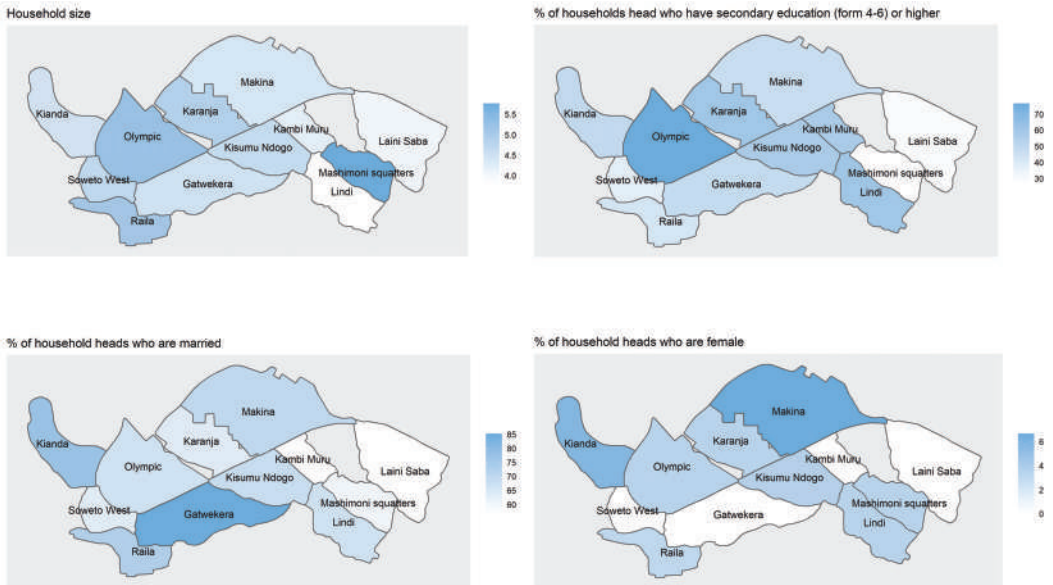 Household size
Makina
Kianda
Karanja
Olympic
Kambi Muru
Kisumu Ndogo
Laini Saba
Soweto West
Gatwekera
Mashimoni squatters
Lindi
Raila
5.5
5.0
4.5
4.0
% of households head who have secondary education (form 4-6) or higher
Makina
Kianda
Karanja
Olympic
Kambi Muru
Kisumu Ndogo
Laini Saba
Soweto West
Gatwekera
Mashimoni squatters
Lindi
Raila
70
60
50
40
30
% of household heads who are married
Makina
Kianda
Karanja
Olympic
Kambi Muru
Kisumu Ndogo
Laini Saba
Soweto West
Gatwekera
Mashimoni squatters
Lindi
Raila
85
80
75
70
65
60
% of household heads who are female
Makina
Kianda
Karanja
Olympic
Kambi Muru
Kisumu Ndogo
Laini Saba
Soweto West
Gatwekera
Mashimoni squatters
Lindi
Raila
0